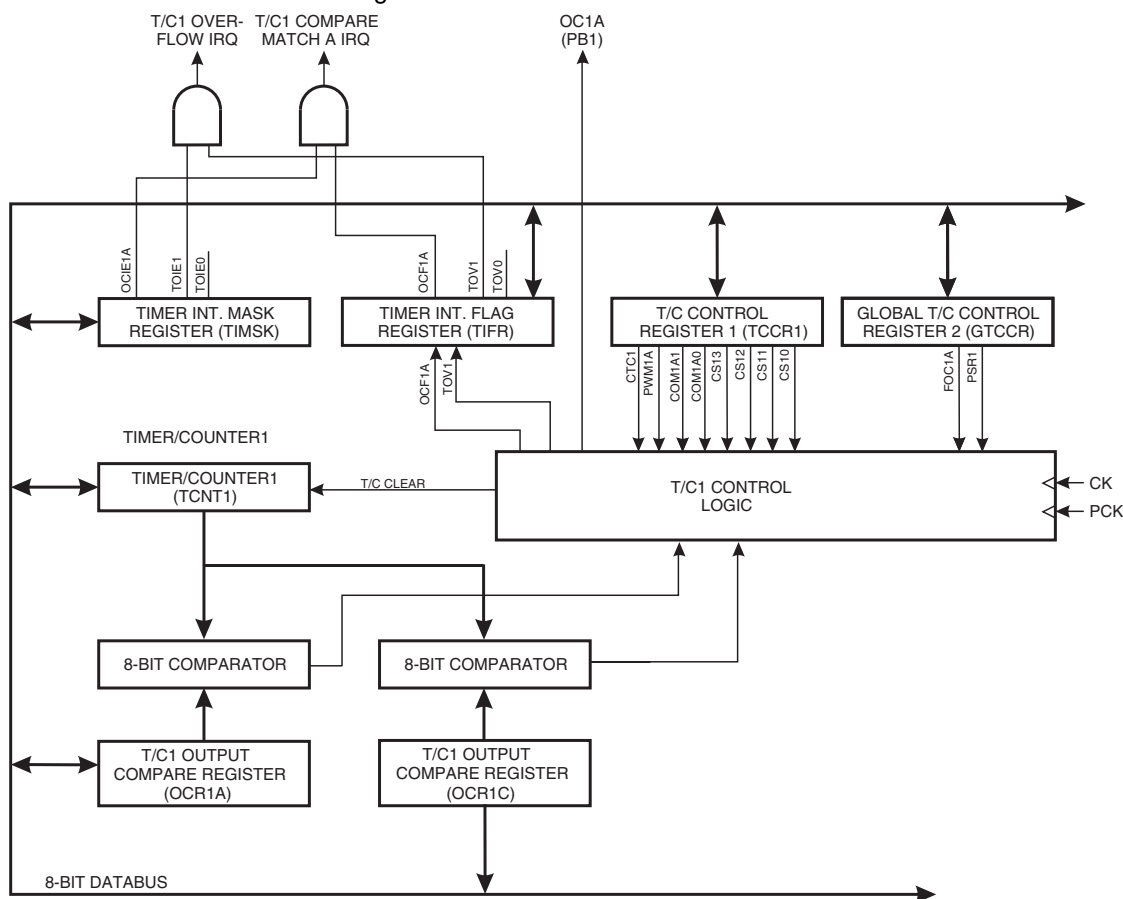 T/C1 OVER-
FLOW IRQ
T/C1 COMPARE
MATCH A IRQ
OC1A
(PB1)
OCIE1A
TOIE1
TOIE0
OCF1A
TOV1
TOV0
TIMER INT. MASK
REGISTER (TIMSK)
TIMER INT. FLAG
REGISTER (TIFR)
T/C CONTROL
REGISTER 1 (TCCR1)
GLOBAL T/C CONTROL
REGISTER 2 (GTCCR)
OCF1A
TOV1
CTC1
PWM1A
COM1A1
COM1A0
CS13
CS12
CS11
CS10
FOC1A
PSR1
TIMER/COUNTER1
TIMER/COUNTER1
(TCNT1)
T/C CLEAR
T/C1 CONTROL
LOGIC
CK
PCK
8-BIT COMPARATOR
8-BIT COMPARATOR
T/C1 OUTPUT
COMPARE REGISTER
(OCR1A)
T/C1 OUTPUT
COMPARE REGISTER
(OCR1C)
8-BIT DATABUS